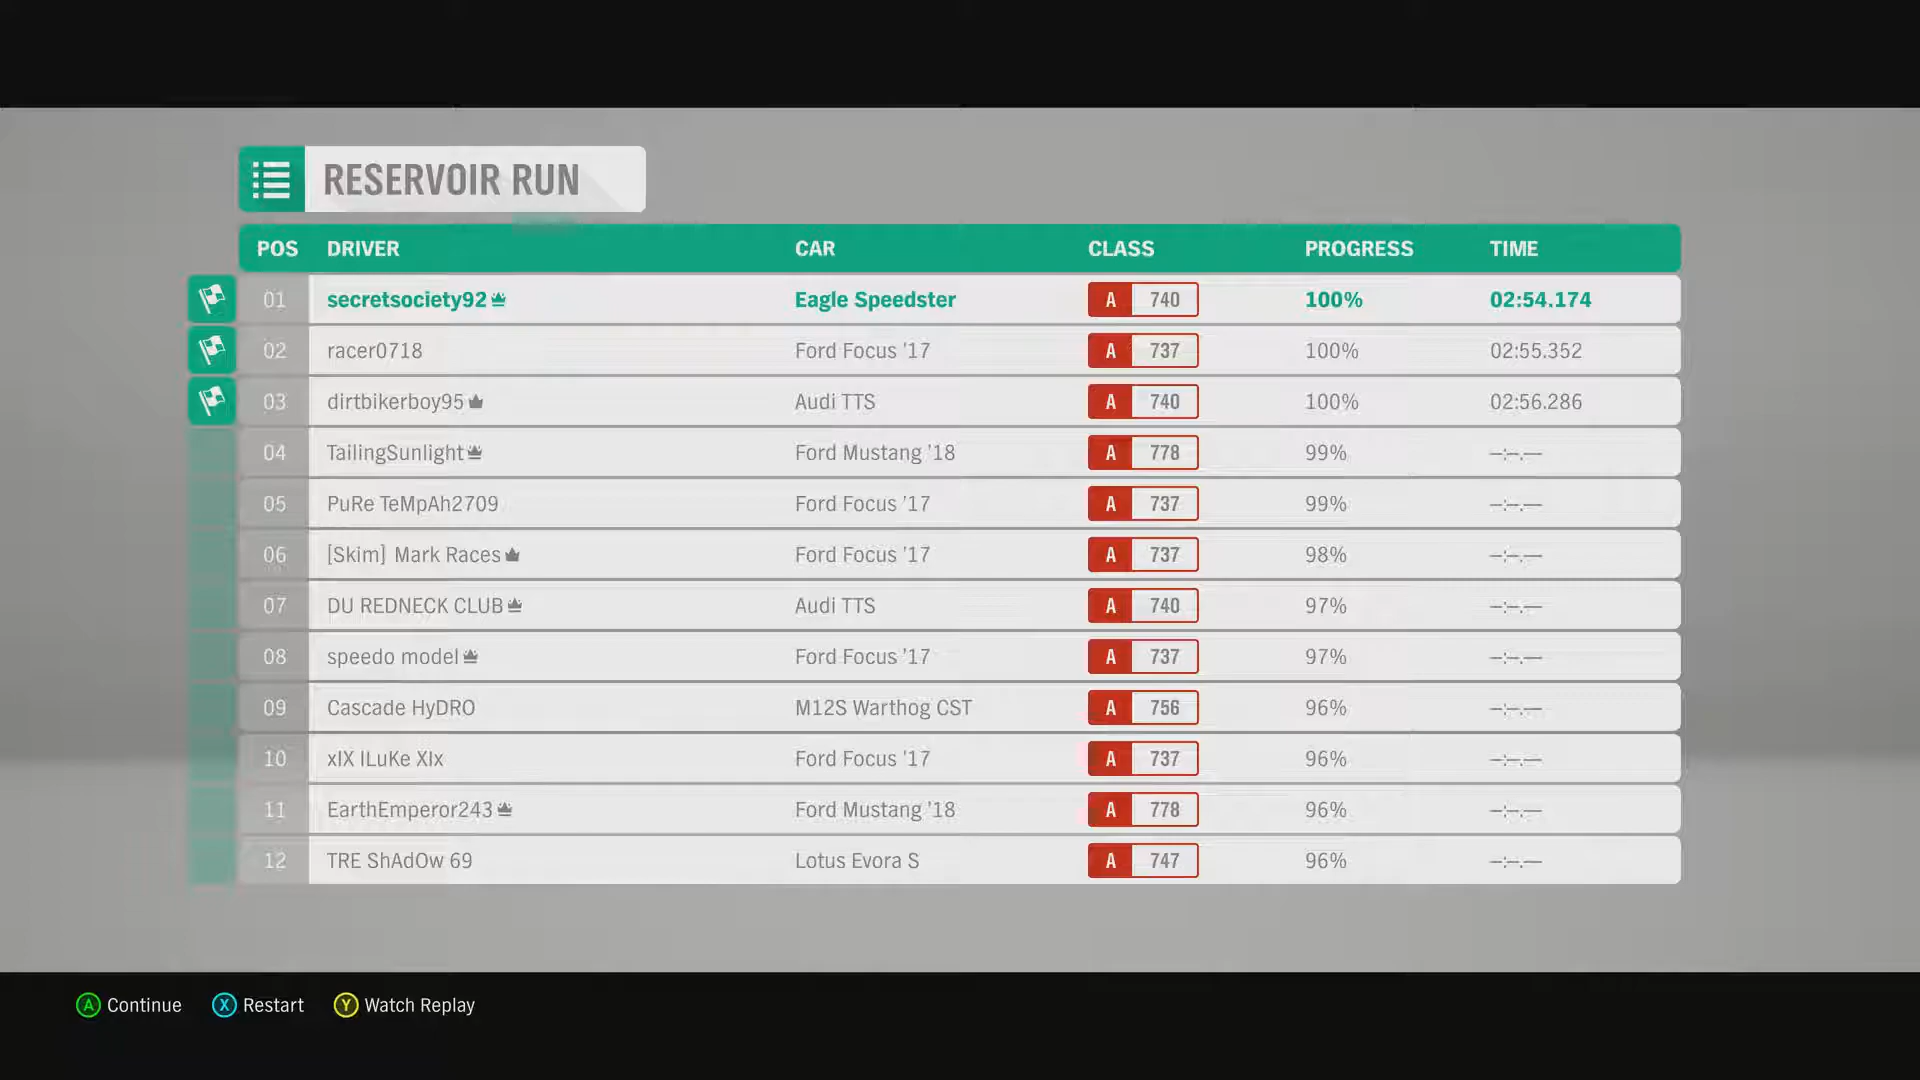 RESERVOIR RUN
POS DRIVER CAR CLASS PROGRESS TIME
01 secretsociety92 Eagle Speedster A 740 100% 02:54.174
02 racer0718 Ford Focus '17 A 737 100% 02:55.352
03 dirtbikerboy95 Audi TTS A 740 100% 02:56.286
04 TailingSunlight Ford Mustang '18 A 778 99% --:--.---
05 PuRe TeMpAh2709 Ford Focus '17 A 737 99% --:--.---
06 [Skim] Mark Races Ford Focus '17 A 737 98% --:--.---
07 DU REDNECK CLUB Audi TTS A 740 97% --:--.---
08 speedo model Ford Focus '17 A 737 97% --:--.---
09 Cascade HyDRO M12S Warthog CST A 756 96% --:--.---
10 xIX ILuKe XIx Ford Focus '17 A 737 96% --:--.---
11 EarthEmperor243 Ford Mustang '18 A 778 96% --:--.---
12 TRE ShAdOw 69 Lotus Evora S A 747 96% --:--.---
A Continue X Restart Y Watch Replay